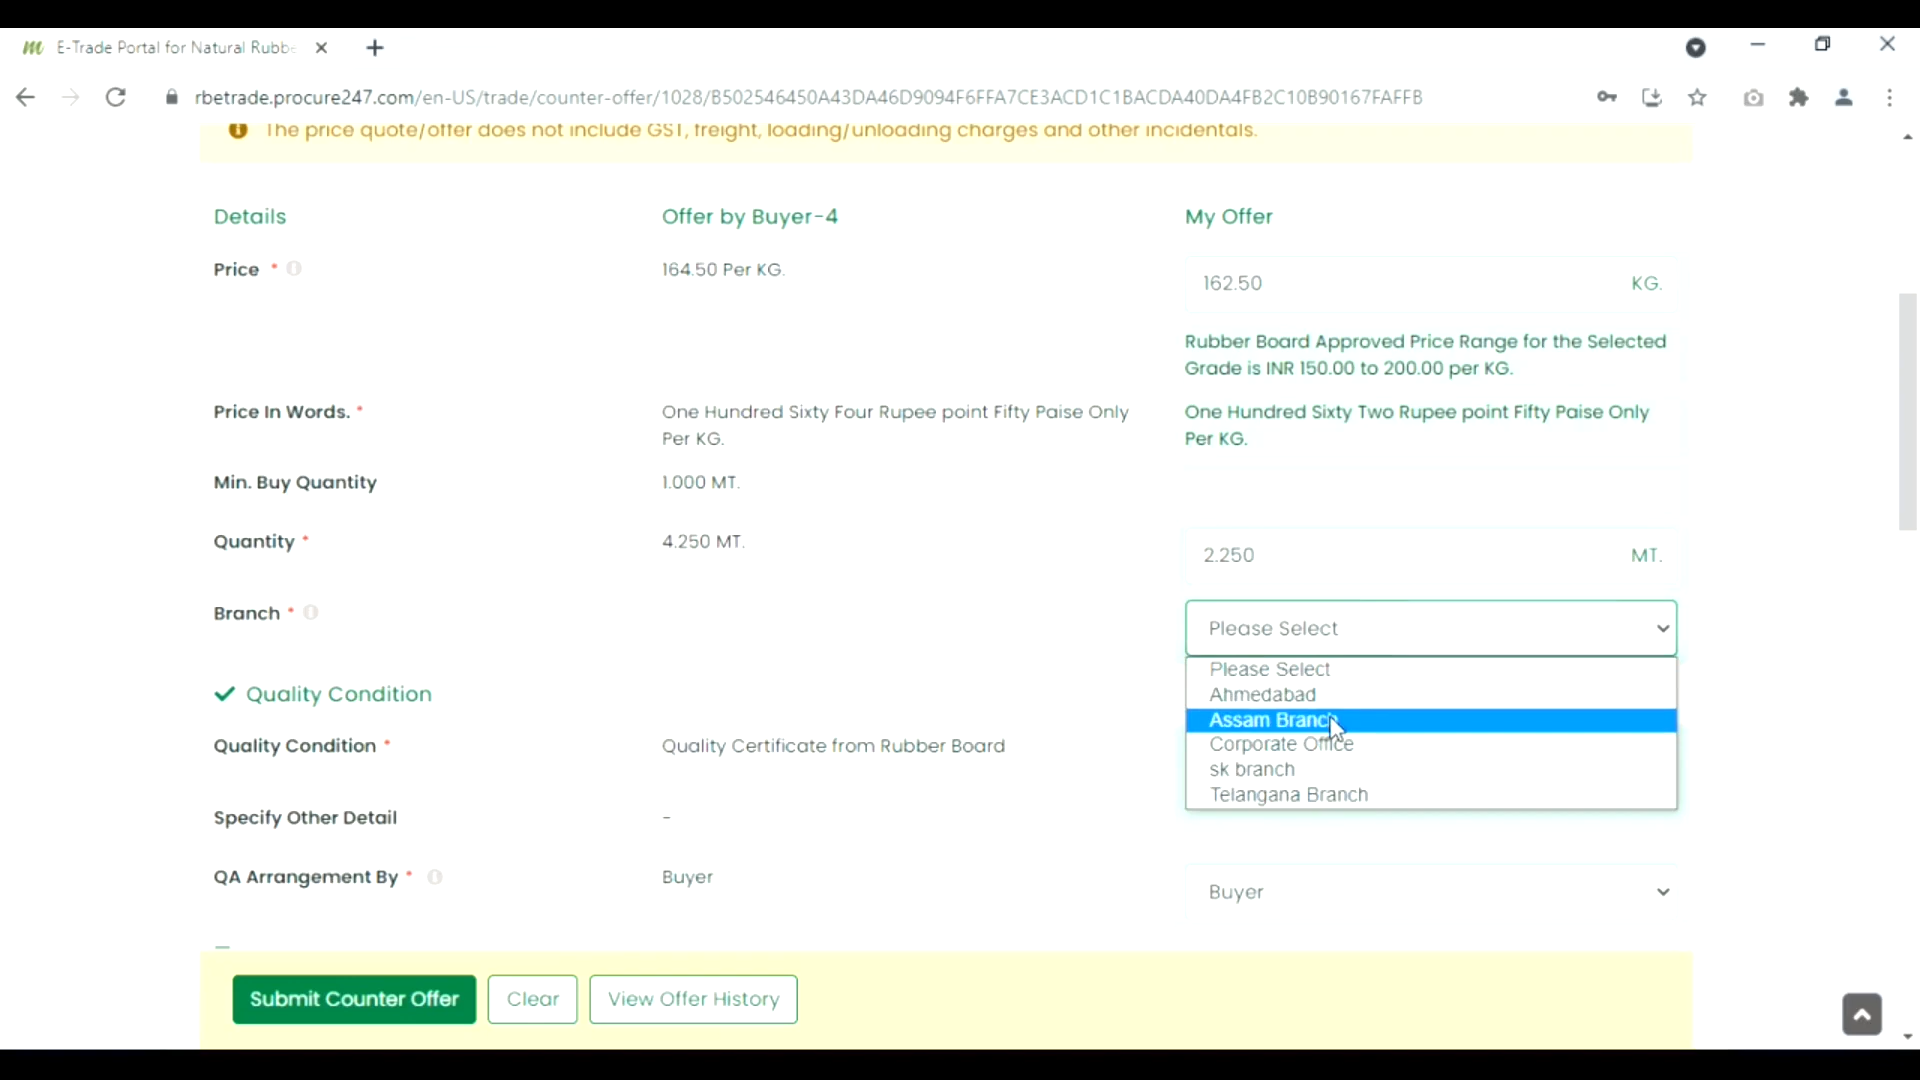 E-Trade Portal for Natural Rubb
rbetrade.procure247.com/en-US/trade/counter-offer/1028/B502546450A43DA46D9094F6FFA7CE3ACD1C1BACDA40DA4FB2C10B90167FAFFB
The price quote/offer does not include GST, freight, loading/unloading charges and other incidentals.
Details Offer by Buyer-4 My Offer
Price * 164.50 Per KG. 162.50 KG.
Rubber Board Approved Price Range for the Selected
Grade is INR 150.00 to 200.00 per KG.
Price In Words. * One Hundred Sixty Four Rupee point Fifty Paise Only One Hundred Sixty Two Rupee point Fifty Paise Only
Per KG. Per KG.
Min. Buy Quantity 1.000 MT.
Quantity * 4.250 MT. 2.250 MT.
Branch * Please Select
Please Select
Ahmedabad
Assam Branch
Corporate Office
sk branch
Telangana Branch
Quality Condition
Quality Condition * Quality Certificate from Rubber Board
Specify Other Detail -
QA Arrangement By * Buyer Buyer
Submit Counter Offer Clear View Offer History